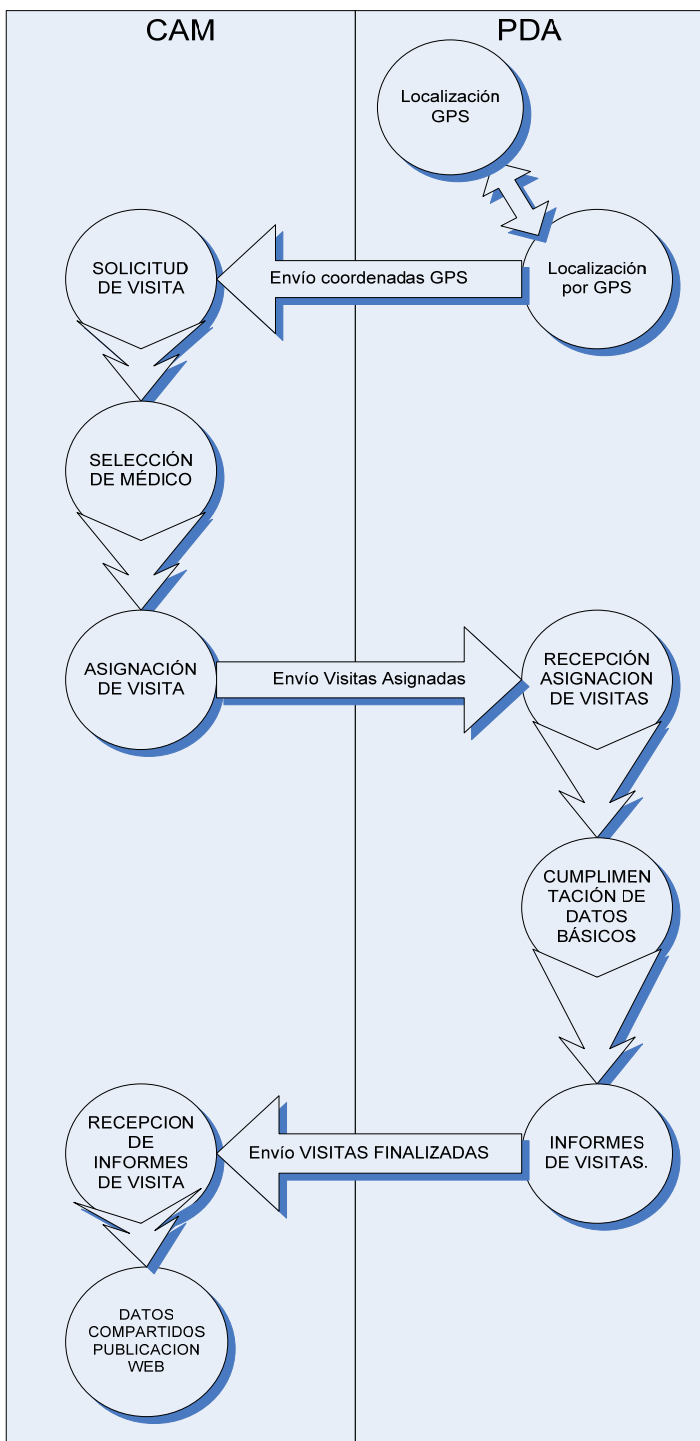 CAM
PDA
Localización
GPS
SOLICITUD
DE VISITA
Envío coordenadas GPS
Localización
por GPS
SELECCIÓN
DE MÉDICO
ASIGNACIÓN
DE VISITA
Envío Visitas Asignadas
RECEPCIÓN
ASIGNACION
DE VISITAS
CUMPLIMEN
TACIÓN DE
DATOS
BÁSICOS
RECEPCION
DE
INFORMES
DE VISITA
Envío VISITAS FINALIZADAS
INFORMES
DE VISITAS.
DATOS
COMPARTIDOS
PUBLICACION
WEB